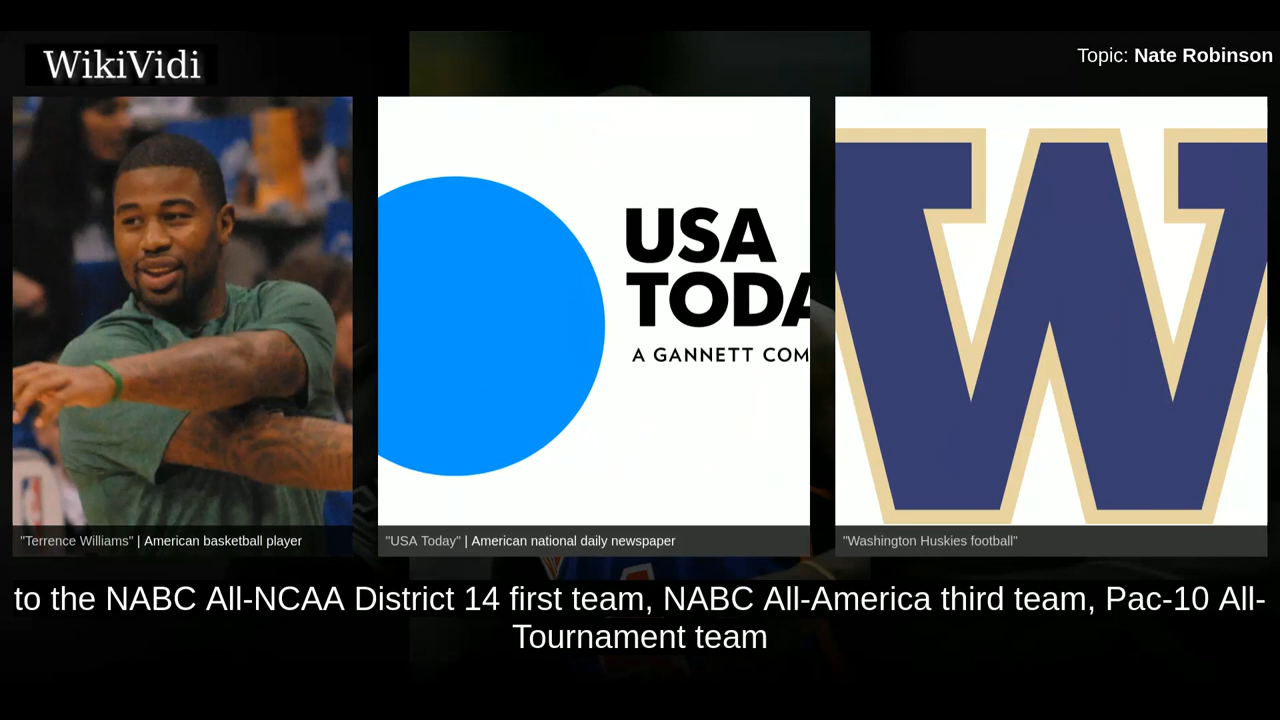 WikiVidi
Topic: Nate Robinson
USA
TODA
A GANNETT COM
W
"Terrence Williams" | American basketball player
"USA Today" | American national daily newspaper
"Washington Huskies football"
to the NABC All-NCAA District 14 first team, NABC All-America third team, Pac-10 All-
Tournament team